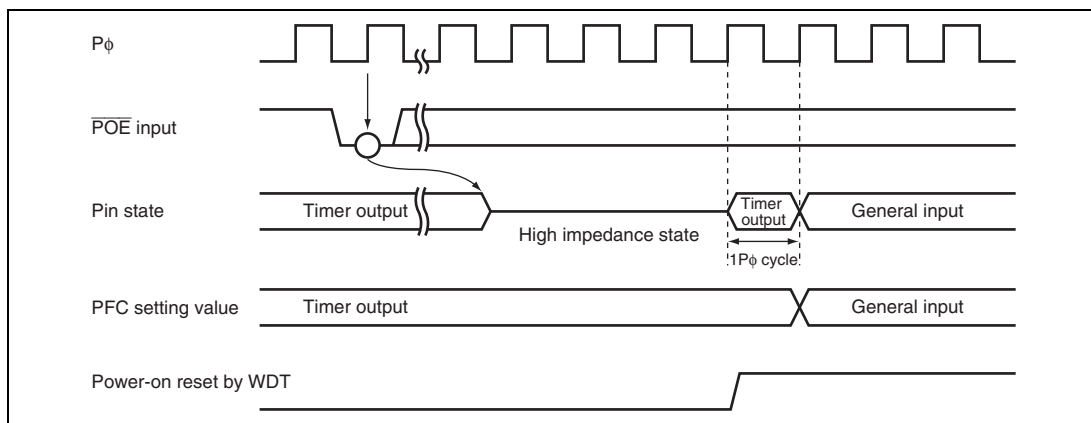 Pϕ
POE input
Pin state
Timer output
High impedance state
Timer
output
General input
1Pϕ cycle
PFC setting value
Timer output
General input
Power-on reset by WDT